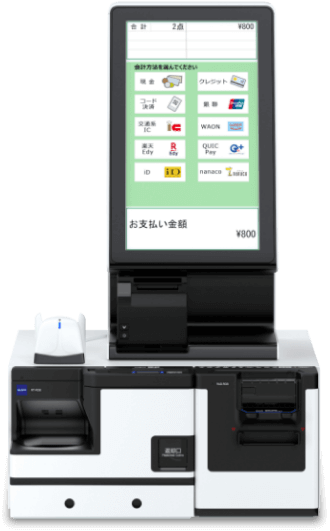 合計 2点 ¥800
会計方法を選んでください
現金 クレジット
コード決済 銀聯
交通系IC WAON
楽天Edy QUICPay
iD nanaco
お支払い金額
¥800